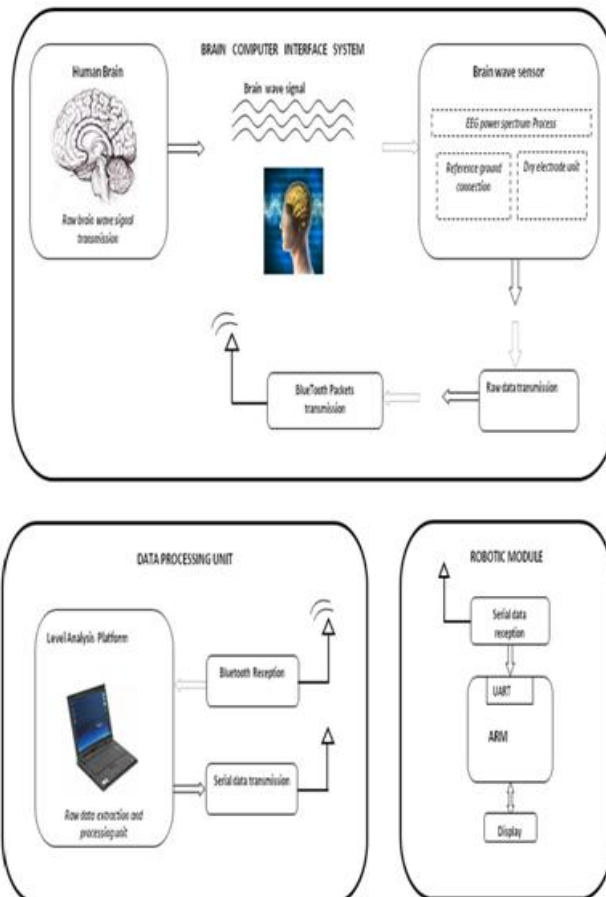 BRAIN COMPUTER INTERFACE SYSTEM
Human Brain
Raw brain wave signal
transmission
Brain wave signal
Brain wave sensor
EEG power spectrum Process
Reference ground
connection
Dry electrode unit
Raw data transmission
BlueTooth Packets
transmission
DATA PROCESSING UNIT
Level Analysis Platform
Raw data extraction and
processing unit
Bluetooth Reception
Serial data transmission
ROBOTIC MODULE
Serial data
reception
UART
ARM
Display